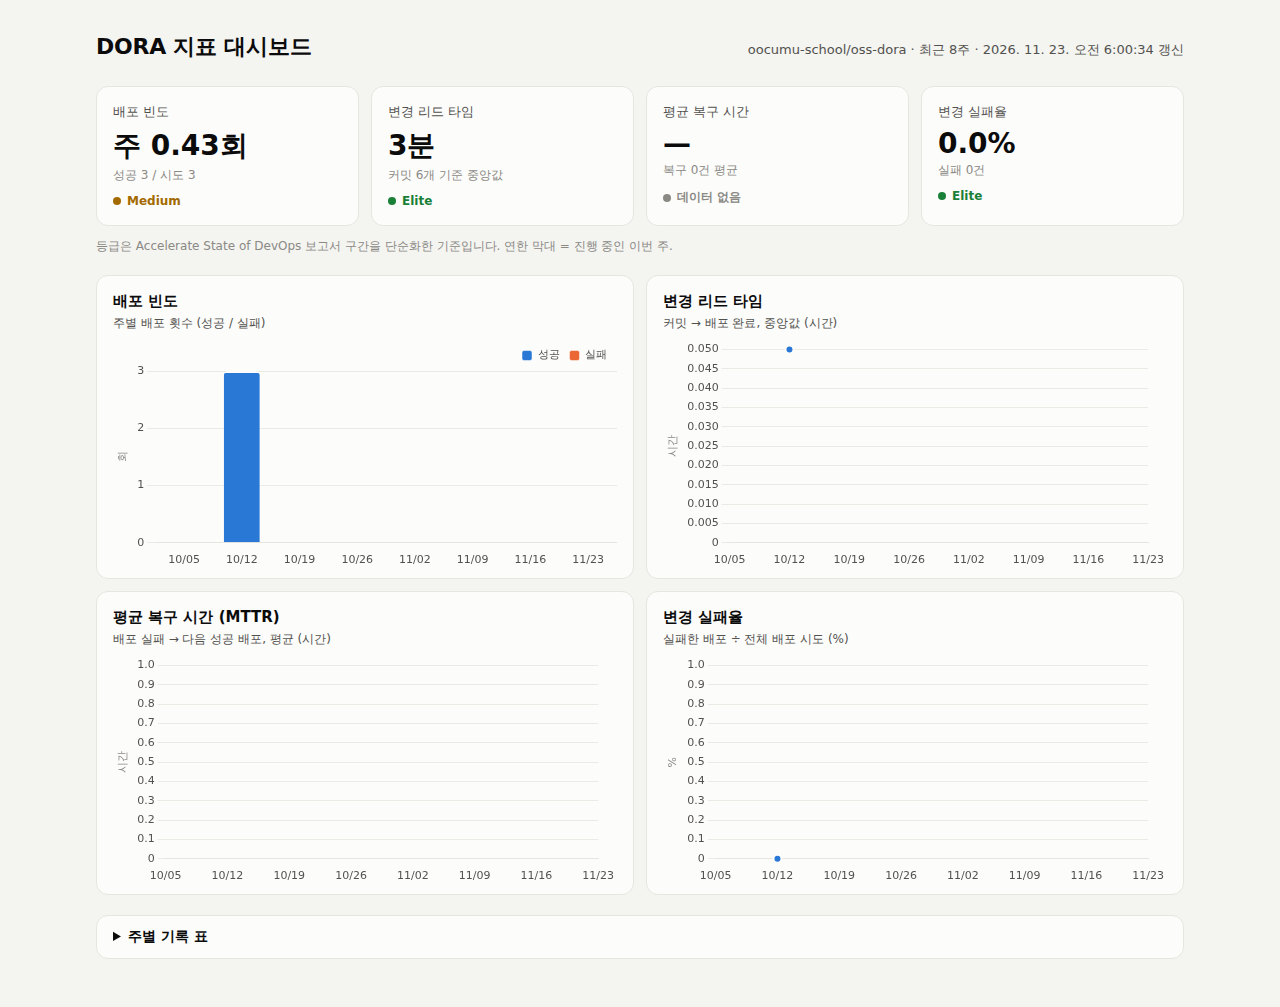 DORA 지표 대시보드
oocumu-school/oss-dora · 최근 8주 · 2026. 11. 23. 오전 6:00:34 갱신
배포 빈도
주 0.43회
성공 3 / 시도 3
Medium
변경 리드 타임
3분
커밋 6개 기준 중앙값
Elite
평균 복구 시간
—
복구 0건 평균
데이터 없음
변경 실패율
0.0%
실패 0건
Elite
등급은 Accelerate State of DevOps 보고서 구간을 단순화한 기준입니다. 연한 막대 = 진행 중인 이번 주.
배포 빈도
주별 배포 횟수 (성공 / 실패)
성공 실패
3
2
1
0
회
10/05 10/12 10/19 10/26 11/02 11/09 11/16 11/23
변경 리드 타임
커밋 → 배포 완료, 중앙값 (시간)
0.050
0.045
0.040
0.035
0.030
0.025
0.020
0.015
0.010
0.005
0
시간
10/05 10/12 10/19 10/26 11/02 11/09 11/16 11/23
평균 복구 시간 (MTTR)
배포 실패 → 다음 성공 배포, 평균 (시간)
1.0
0.9
0.8
0.7
0.6
0.5
0.4
0.3
0.2
0.1
0
시간
10/05 10/12 10/19 10/26 11/02 11/09 11/16 11/23
변경 실패율
실패한 배포 ÷ 전체 배포 시도 (%)
1.0
0.9
0.8
0.7
0.6
0.5
0.4
0.3
0.2
0.1
0
%
10/05 10/12 10/19 10/26 11/02 11/09 11/16 11/23
▶ 주별 기록 표